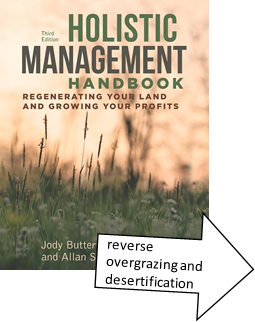 Third
Edition
HOLISTIC
MANAGEMENT
HANDBOOK
REGENERATING YOUR LAND
AND GROWING YOUR PROFITS
Jody Butter
and Allan S
reverse
overgrazing and
desertification